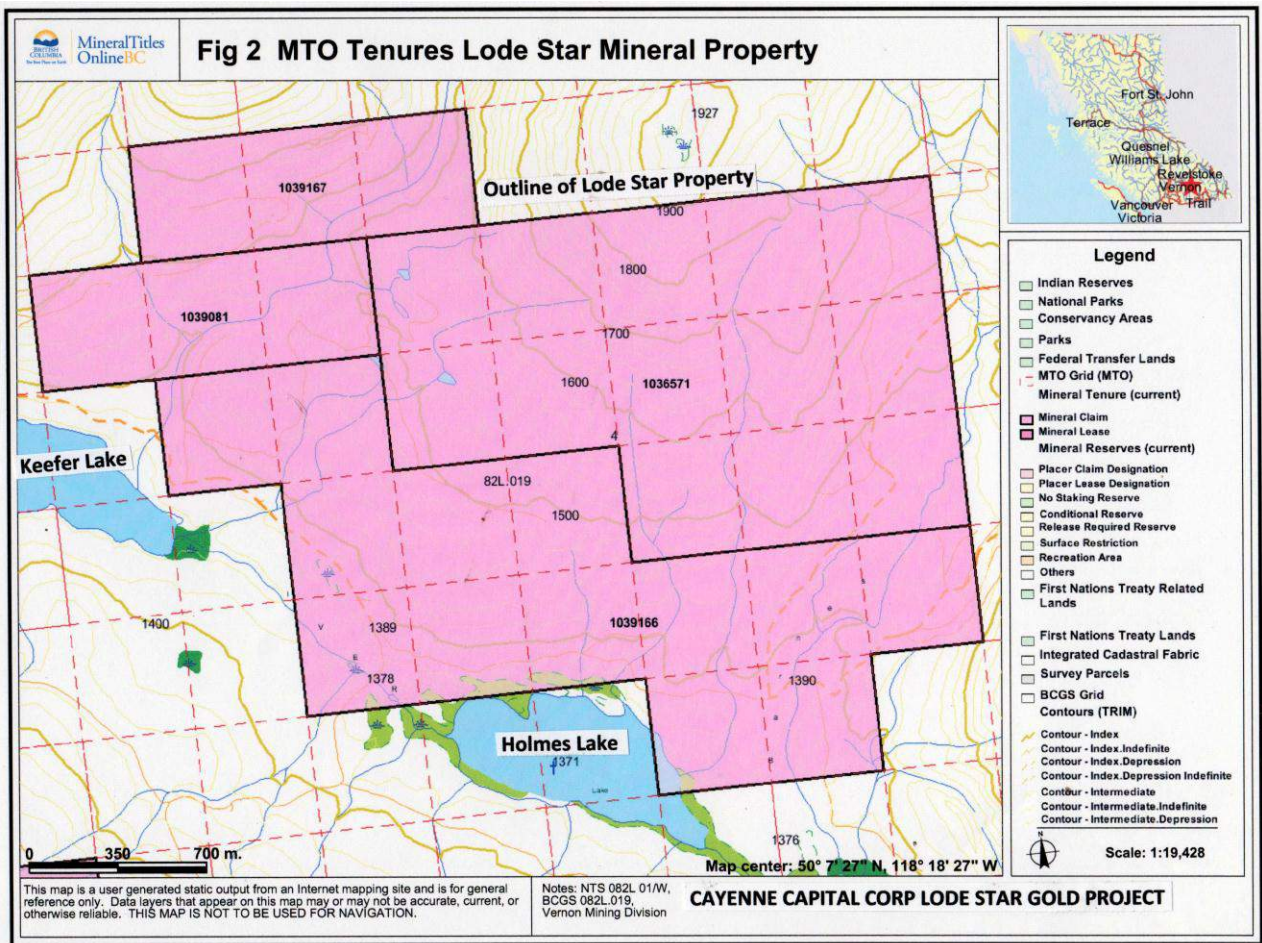 BRITISH
COLUMBIA
The Best Place on Earth
MineralTitles
OnlineBC
Fig 2 MTO Tenures Lode Star Mineral Property
Fort St. John
Terrace
Quesnel
Williams Lake
Revelstoke
Vernon
Vancouver
Trail
Victoria
1927
1039167
Outline of Lode Star Property
1900
1800
1039081
1700
1600
1036571
4
Keefer Lake
82L.019
1500
1400
1389
1039166
e
s
n
V
E
R
1378
1390
a
B
Holmes Lake
1371
Lake
1376
0 350 700 m.
Map center: 50° 7' 27" N, 118° 18' 27" W
Legend
Indian Reserves
National Parks
Conservancy Areas
Parks
Federal Transfer Lands
MTO Grid (MTO)
Mineral Tenure (current)
Mineral Claim
Mineral Lease
Mineral Reserves (current)
Placer Claim Designation
Placer Lease Designation
No Staking Reserve
Conditional Reserve
Release Required Reserve
Surface Restriction
Recreation Area
Others
First Nations Treaty Related
Lands
First Nations Treaty Lands
Integrated Cadastral Fabric
Survey Parcels
BCGS Grid
Contours (TRIM)
Contour - Index
Contour - Index.Indefinite
Contour - Index.Depression
Contour - Index.Depression Indefinite
Contour - Intermediate
Contour - Intermediate.Indefinite
Contour - Intermediate.Depression
N
Scale: 1:19,428
This map is a user generated static output from an Internet mapping site and is for general
reference only. Data layers that appear on this map may or may not be accurate, current, or
otherwise reliable. THIS MAP IS NOT TO BE USED FOR NAVIGATION.
Notes: NTS 082L 01/W,
BCGS 082L.019,
Vernon Mining Division
CAYENNE CAPITAL CORP LODE STAR GOLD PROJECT